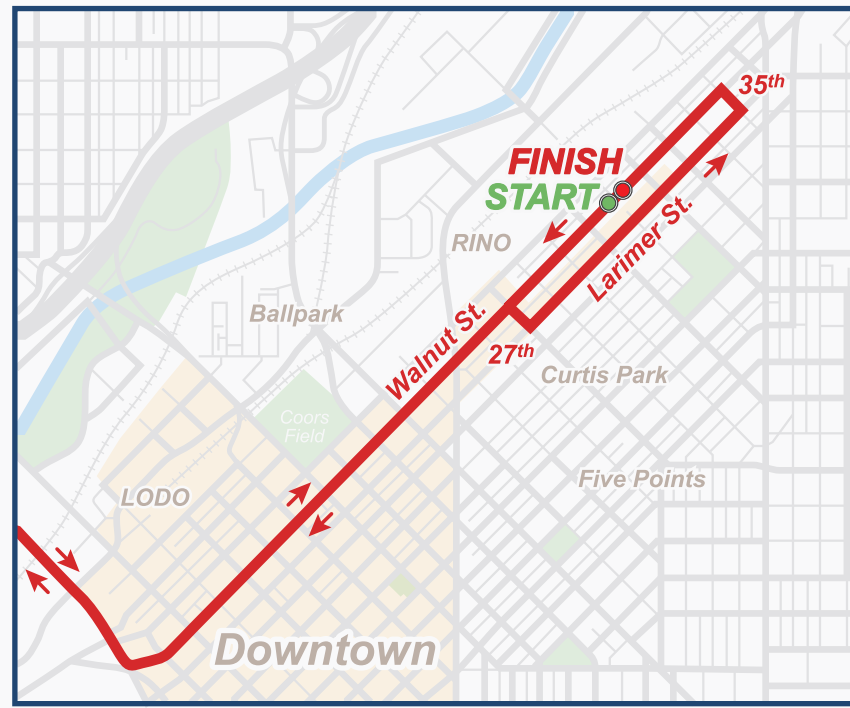 35th
FINISH
START
RINO
Larimer St.
Ballpark
Walnut St.
27th
Curtis Park
Coors
Field
Five Points
LODO
Downtown